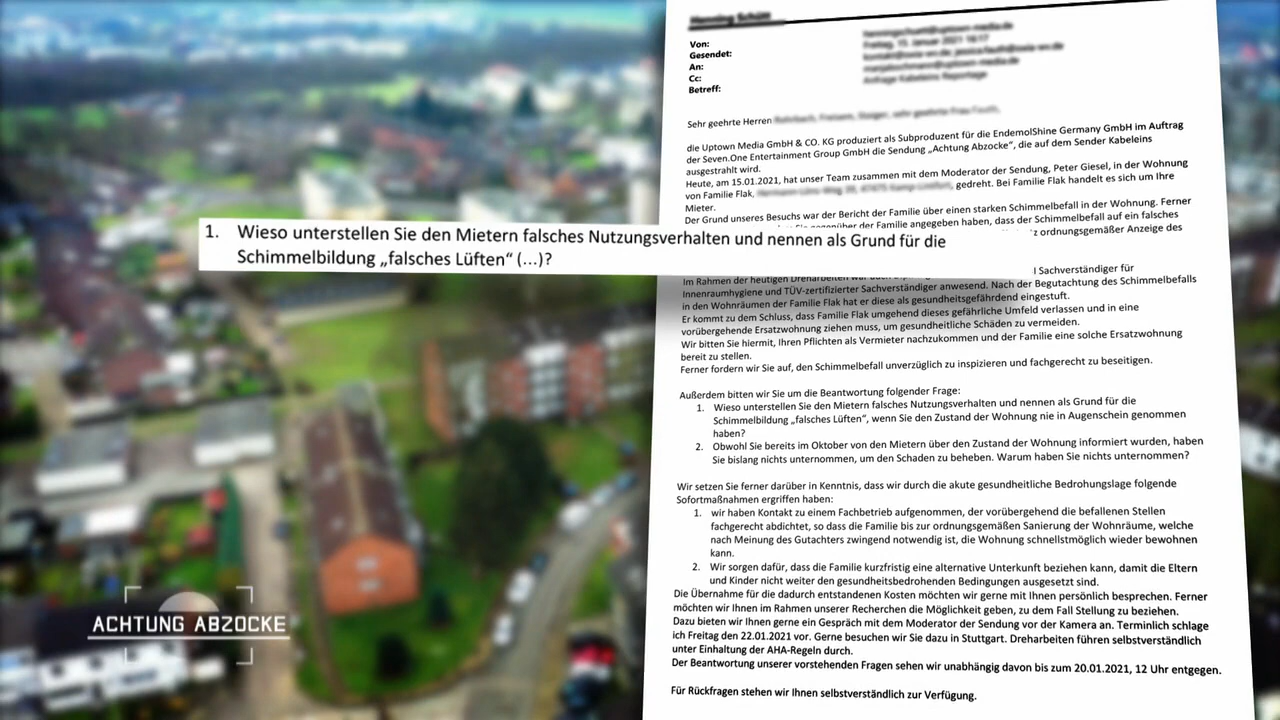 Von:
Gesendet:
An:
Cc:
Betreff:
Sehr geehrte Herren
die Uptown Media GmbH & CO. KG produziert als Subproduzent für die EndemolShine Germany GmbH im Auftrag
der Seven.One Entertainment Group GmbH die Sendung „Achtung Abzocke“, die auf dem Sender Kabeleins
ausgestrahlt wird.
Heute, am 15.01.2021, hat unser Team zusammen mit dem Moderator der Sendung, Peter Giesel, in der Wohnung
von Familie Flak, gedreht. Bei Familie Flak handelt es sich um Ihre
Mieter.
Der Grund unseres Besuchs war der Bericht der Familie über einen starken Schimmelbefall in der Wohnung. Ferner
gegenüber der Familie angegeben haben, dass der Schimmelbefall auf ein falsches
ordnungsgemäßer Anzeige des
1. Wieso unterstellen Sie den Mietern falsches Nutzungsverhalten und nennen als Grund für die
Schimmelbildung „falsches Lüften“ (...)?
Sachverständiger für
Im Rahmen der heutigen Dreharbeiten
Innenraumhygiene und TÜV-zertifizierter Sachverständiger anwesend. Nach der Begutachtung des Schimmelbefalls
in den Wohnräumen der Familie Flak hat er diese als gesundheitsgefährdend eingestuft.
Er kommt zu dem Schluss, dass Familie Flak umgehend dieses gefährliche Umfeld verlassen und in eine
vorübergehende Ersatzwohnung ziehen muss, um gesundheitliche Schäden zu vermeiden.
Wir bitten Sie hiermit, Ihren Pflichten als Vermieter nachzukommen und der Familie eine solche Ersatzwohnung
bereit zu stellen.
Ferner fordern wir Sie auf, den Schimmelbefall unverzüglich zu inspizieren und fachgerecht zu beseitigen.
Außerdem bitten wir Sie um die Beantwortung folgender Frage:
1. Wieso unterstellen Sie den Mietern falsches Nutzungsverhalten und nennen als Grund für die
Schimmelbildung „falsches Lüften“, wenn Sie den Zustand der Wohnung nie in Augenschein genommen
haben?
2. Obwohl Sie bereits im Oktober von den Mietern über den Zustand der Wohnung informiert wurden, haben
Sie bislang nichts unternommen, um den Schaden zu beheben. Warum haben Sie nichts unternommen?
Wir setzen Sie ferner darüber in Kenntnis, dass wir durch die akute gesundheitliche Bedrohungslage folgende
Sofortmaßnahmen ergriffen haben:
1. wir haben Kontakt zu einem Fachbetrieb aufgenommen, der vorübergehend die befallenen Stellen
fachgerecht abdichtet, so dass die Familie bis zur ordnungsgemäßen Sanierung der Wohnräume, welche
nach Meinung des Gutachters zwingend notwendig ist, die Wohnung schnellstmöglich wieder bewohnen
kann.
2. Wir sorgen dafür, dass die Familie kurzfristig eine alternative Unterkunft beziehen kann, damit die Eltern
und Kinder nicht weiter den gesundheitsbedrohenden Bedingungen ausgesetzt sind.
Die Übernahme für die dadurch entstandenen Kosten möchten wir gerne mit Ihnen persönlich besprechen. Ferner
möchten wir Ihnen im Rahmen unserer Recherchen die Möglichkeit geben, zu dem Fall Stellung zu beziehen.
Dazu bieten wir Ihnen gerne ein Gespräch mit dem Moderator der Sendung vor der Kamera an. Terminlich schlage
ich Freitag den 22.01.2021 vor. Gerne besuchen wir Sie dazu in Stuttgart. Dreharbeiten führen selbstverständlich
unter Einhaltung der AHA-Regeln durch.
Der Beantwortung unserer vorstehenden Fragen sehen wir unabhängig davon bis zum 20.01.2021, 12 Uhr entgegen.
Für Rückfragen stehen wir Ihnen selbstverständlich zur Verfügung.
ACHTUNG ABZOCKE